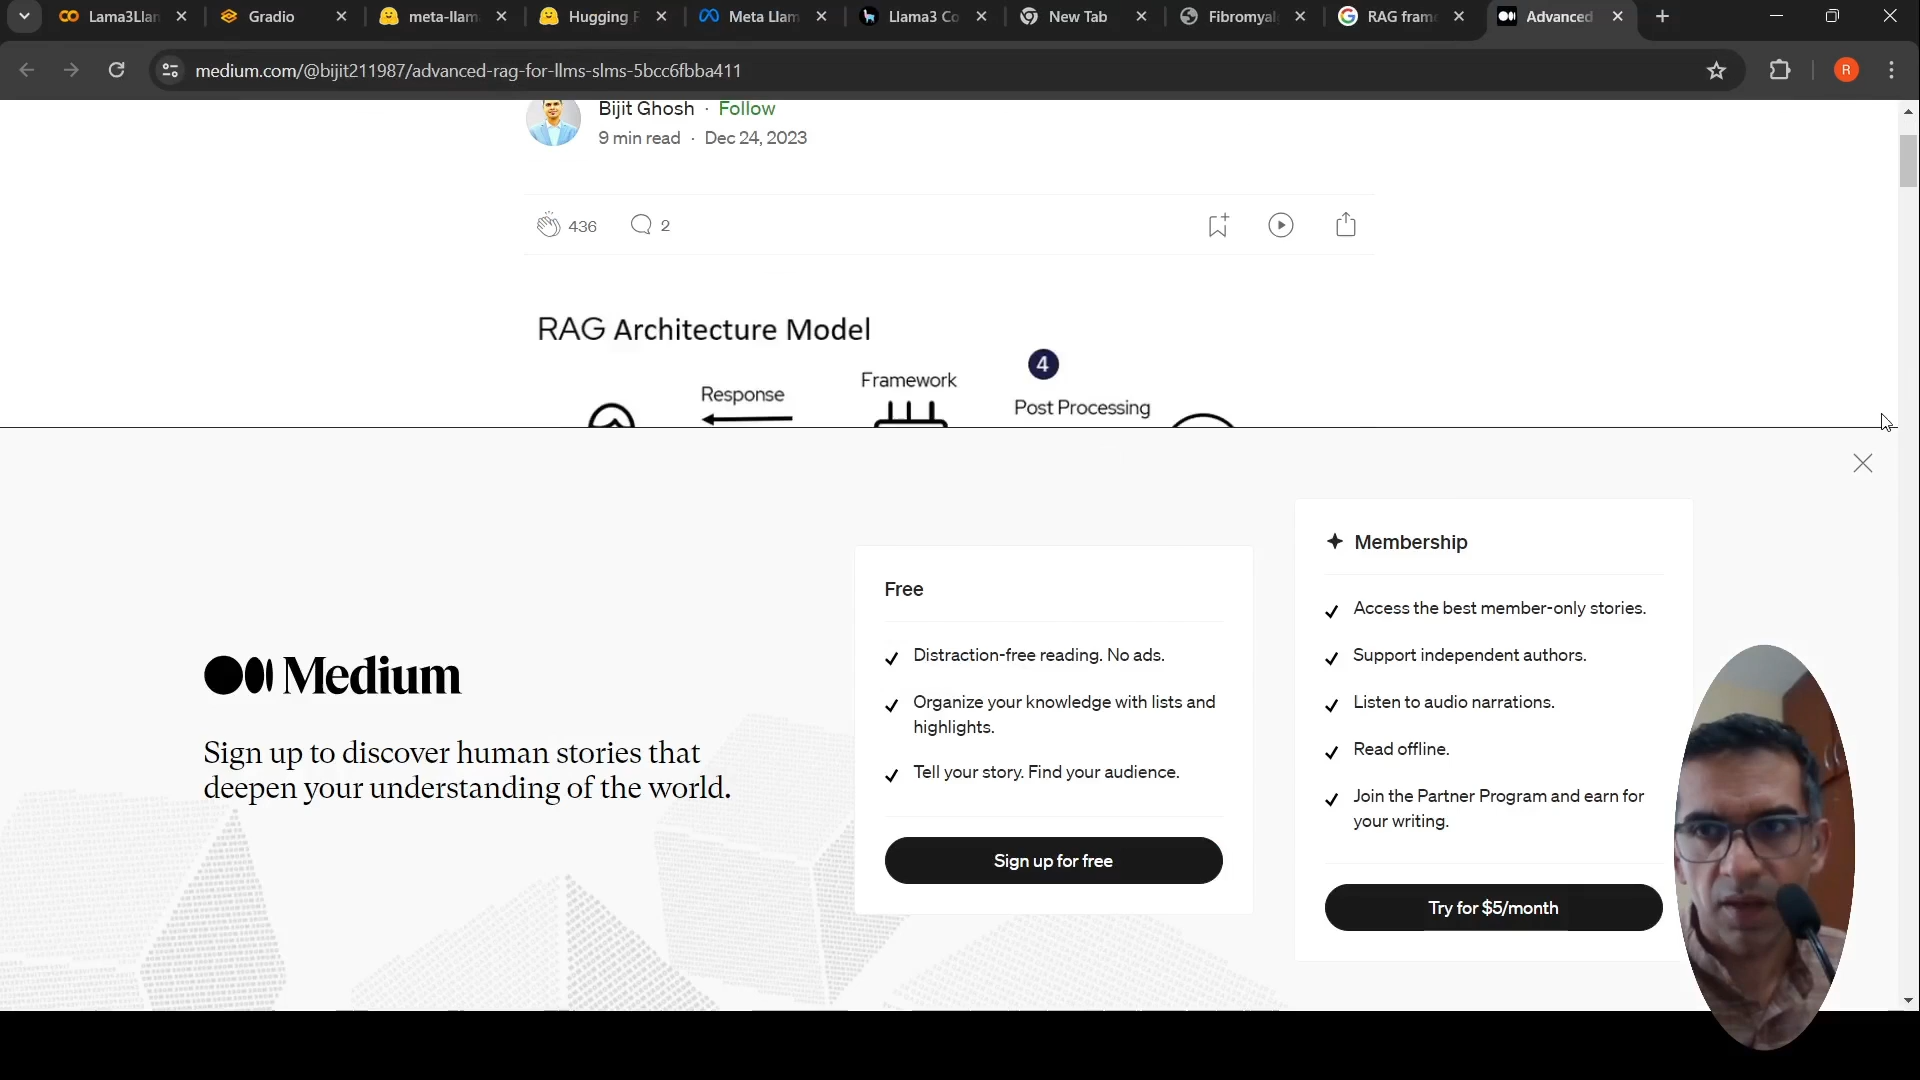 Lama3Llan
Gradio
meta-llam
Hugging F
Meta Llam
Llama3 Co
New Tab
Fibromyal
RAG fram
Advanced
medium.com/@bijit211987/advanced-rag-for-llms-slms-5bcc6fbba411
R
Bijit Ghosh · Follow
9 min read · Dec 24, 2023
436
2
RAG Architecture Model
4
Framework
Response
Post Processing
Membership
Free
Access the best member-only stories.
Distraction-free reading. No ads.
Support independent authors.
Organize your knowledge with lists and
highlights.
Listen to audio narrations.
Medium
Read offline.
Sign up to discover human stories that
deepen your understanding of the world.
Tell your story. Find your audience.
Join the Partner Program and earn for
your writing.
Sign up for free
Try for $5/month